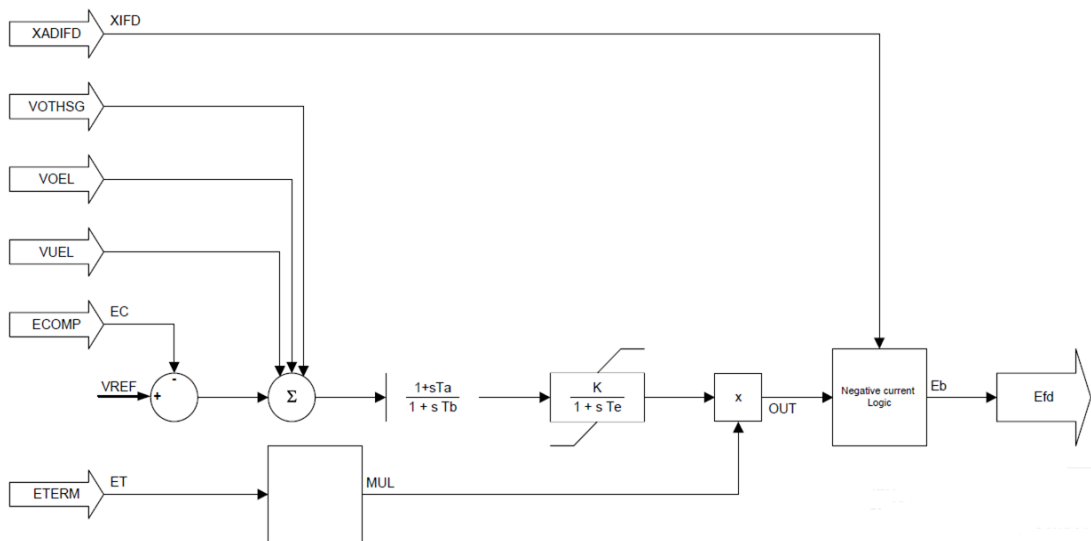 XADIFD
XIFD
VOTHSG
VOEL
VUEL
ECOMP
EC
VREF
-
+
Σ
1+sTa
1 + s Tb
K
1 + s Te
x
OUT
Negative current
Logic
Eb
Efd
ETERM
ET
MUL